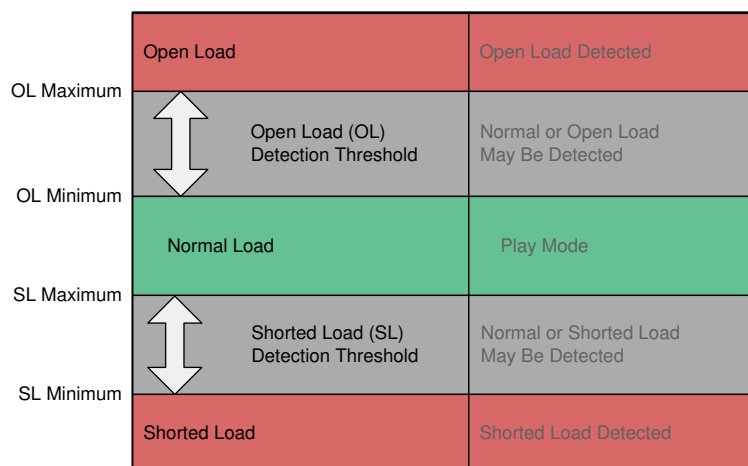 Open Load
Open Load Detected
OL Maximum
Open Load (OL)
Detection Threshold
Normal or Open Load
May Be Detected
OL Minimum
Normal Load
Play Mode
SL Maximum
Shorted Load (SL)
Detection Threshold
Normal or Shorted Load
May Be Detected
SL Minimum
Shorted Load
Shorted Load Detected